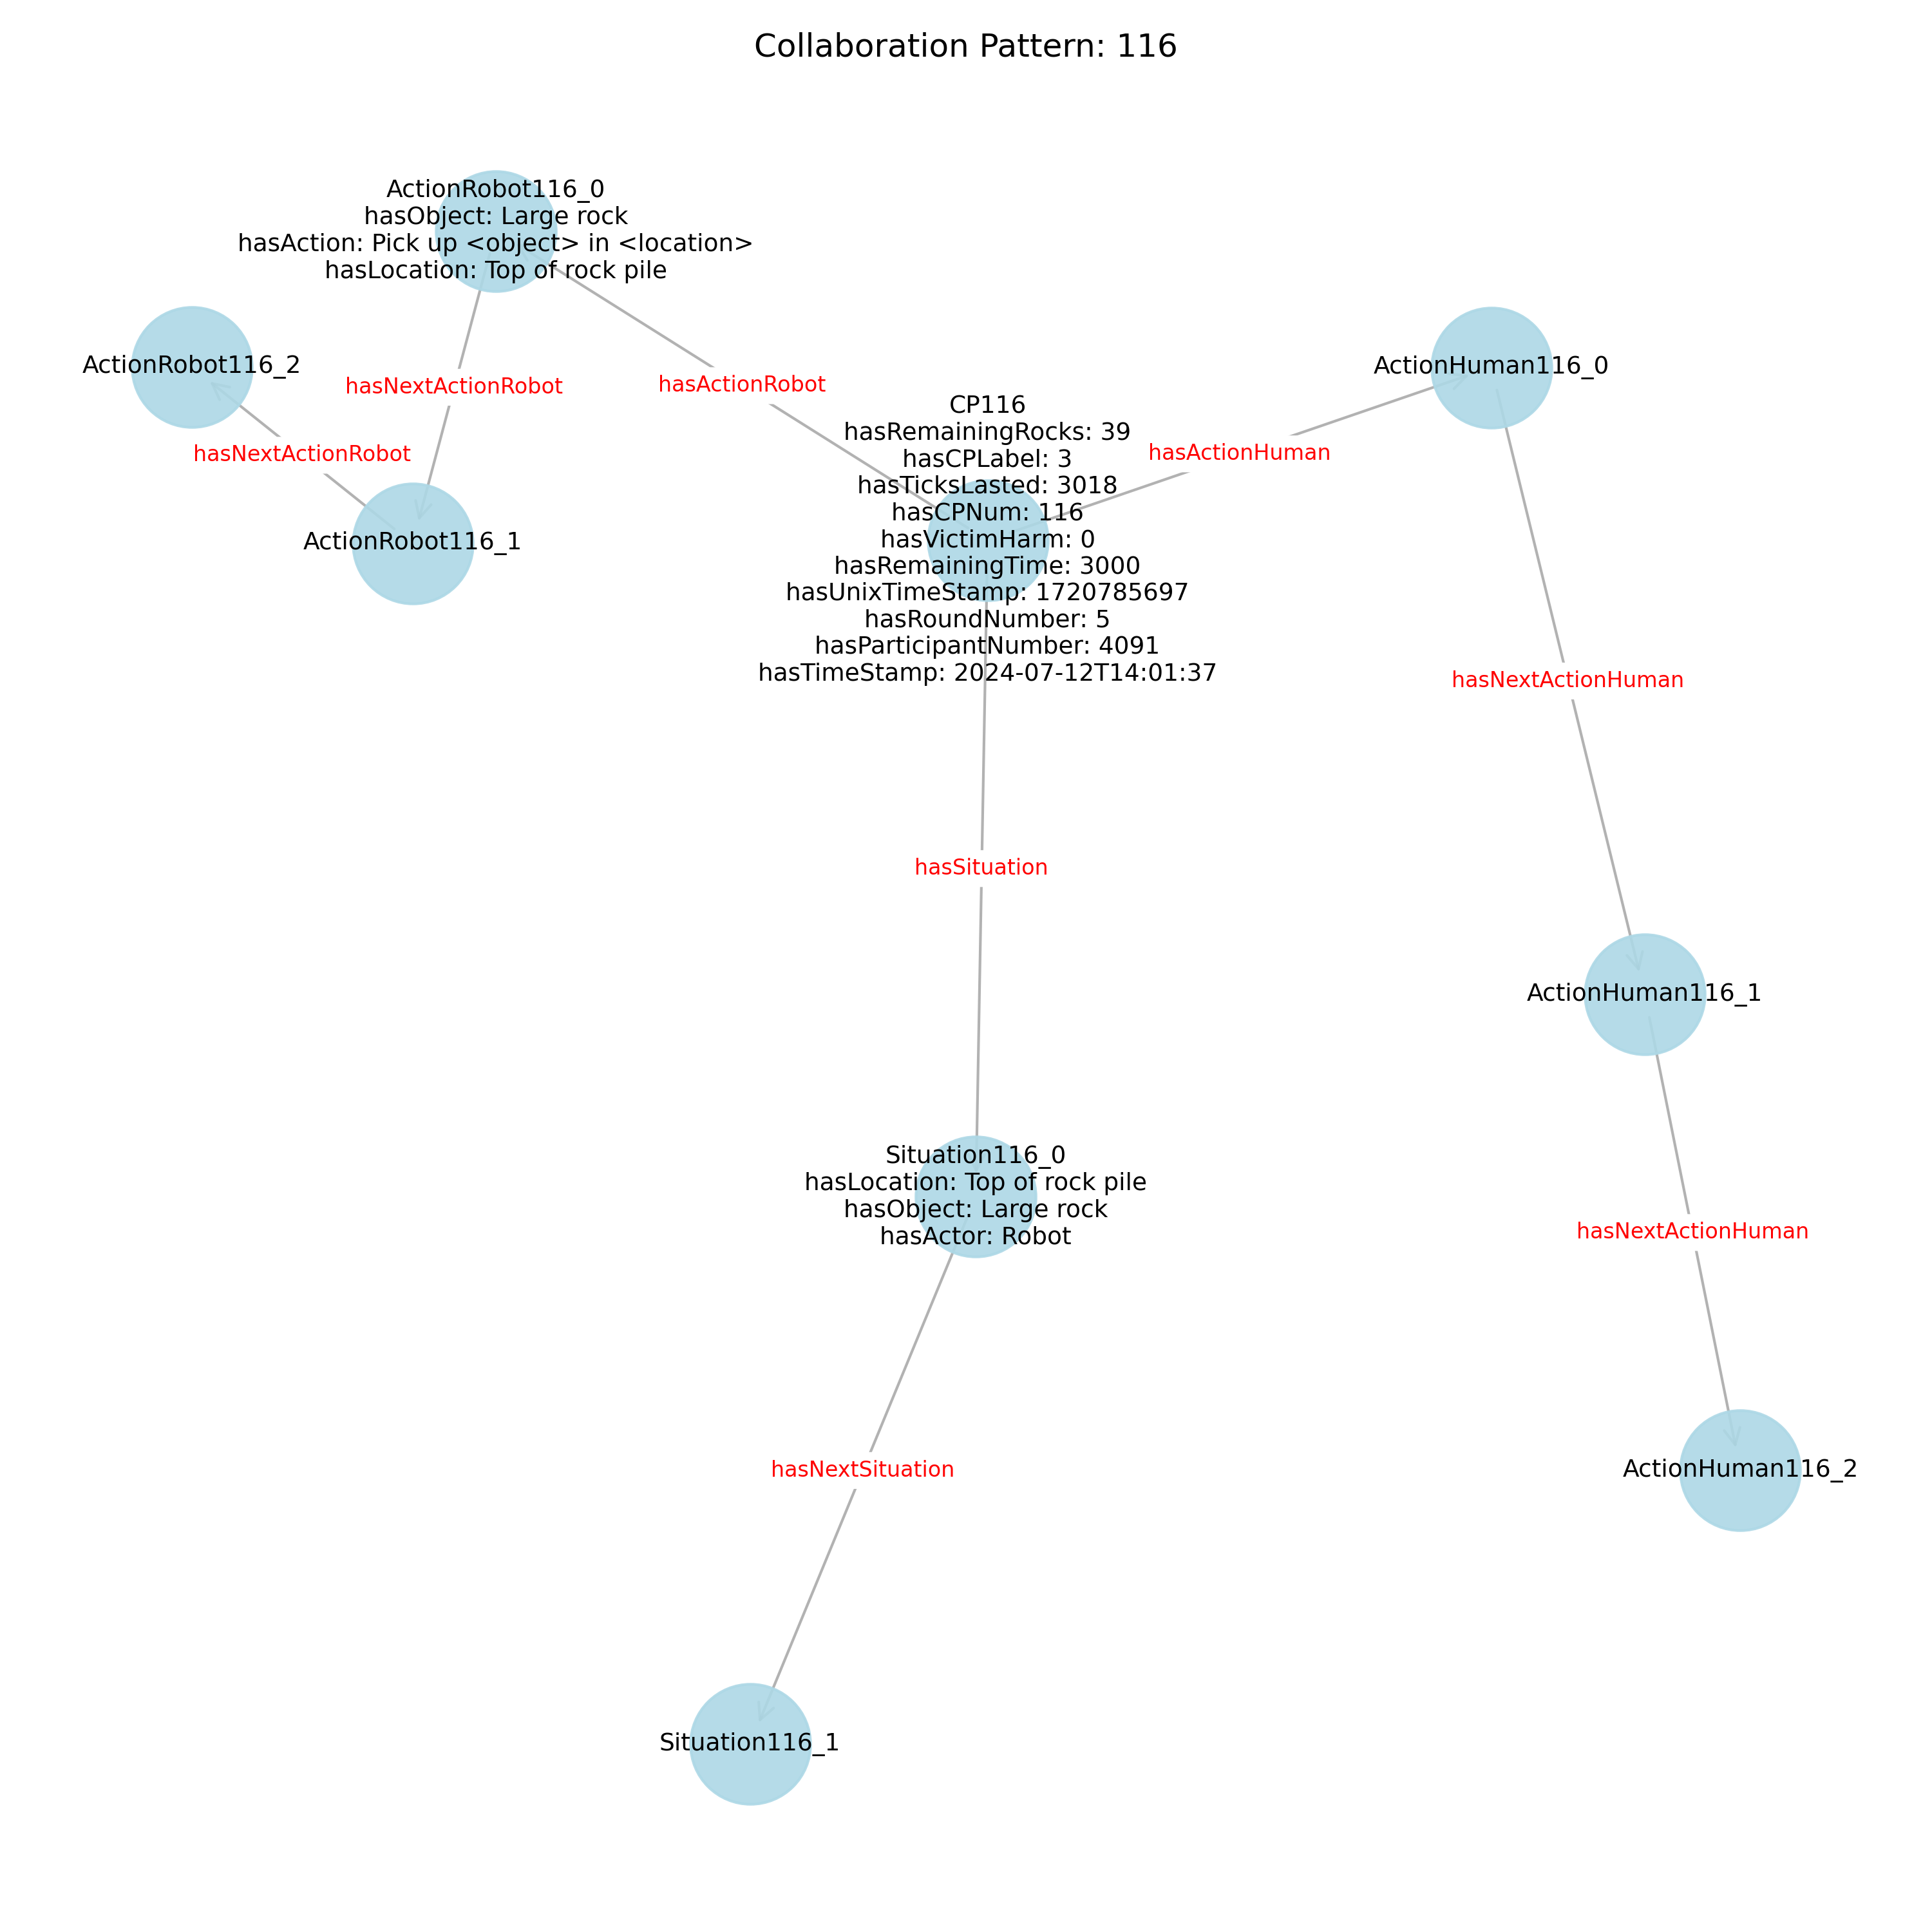 Collaboration Pattern: 116
ActionRobot116_0
hasObject: Large rock
hasAction: Pick up <object> in <location>
hasLocation: Top of rock pile
ActionRobot116_2
ActionHuman116_0
hasNextActionRobot
hasActionRobot
CP116
hasRemainingRocks: 39
hasCPLabel: 3
hasTicksLasted: 3018
hasCPNum: 116
hasVictimHarm: 0
hasRemainingTime: 3000
hasUnixTimeStamp: 1720785697
hasRoundNumber: 5
hasParticipantNumber: 4091
hasTimeStamp: 2024-07-12T14:01:37
hasActionHuman
hasNextActionRobot
ActionRobot116_1
hasNextActionHuman
hasSituation
ActionHuman116_1
Situation116_0
hasLocation: Top of rock pile
hasObject: Large rock
hasActor: Robot
hasNextActionHuman
hasNextSituation
ActionHuman116_2
Situation116_1